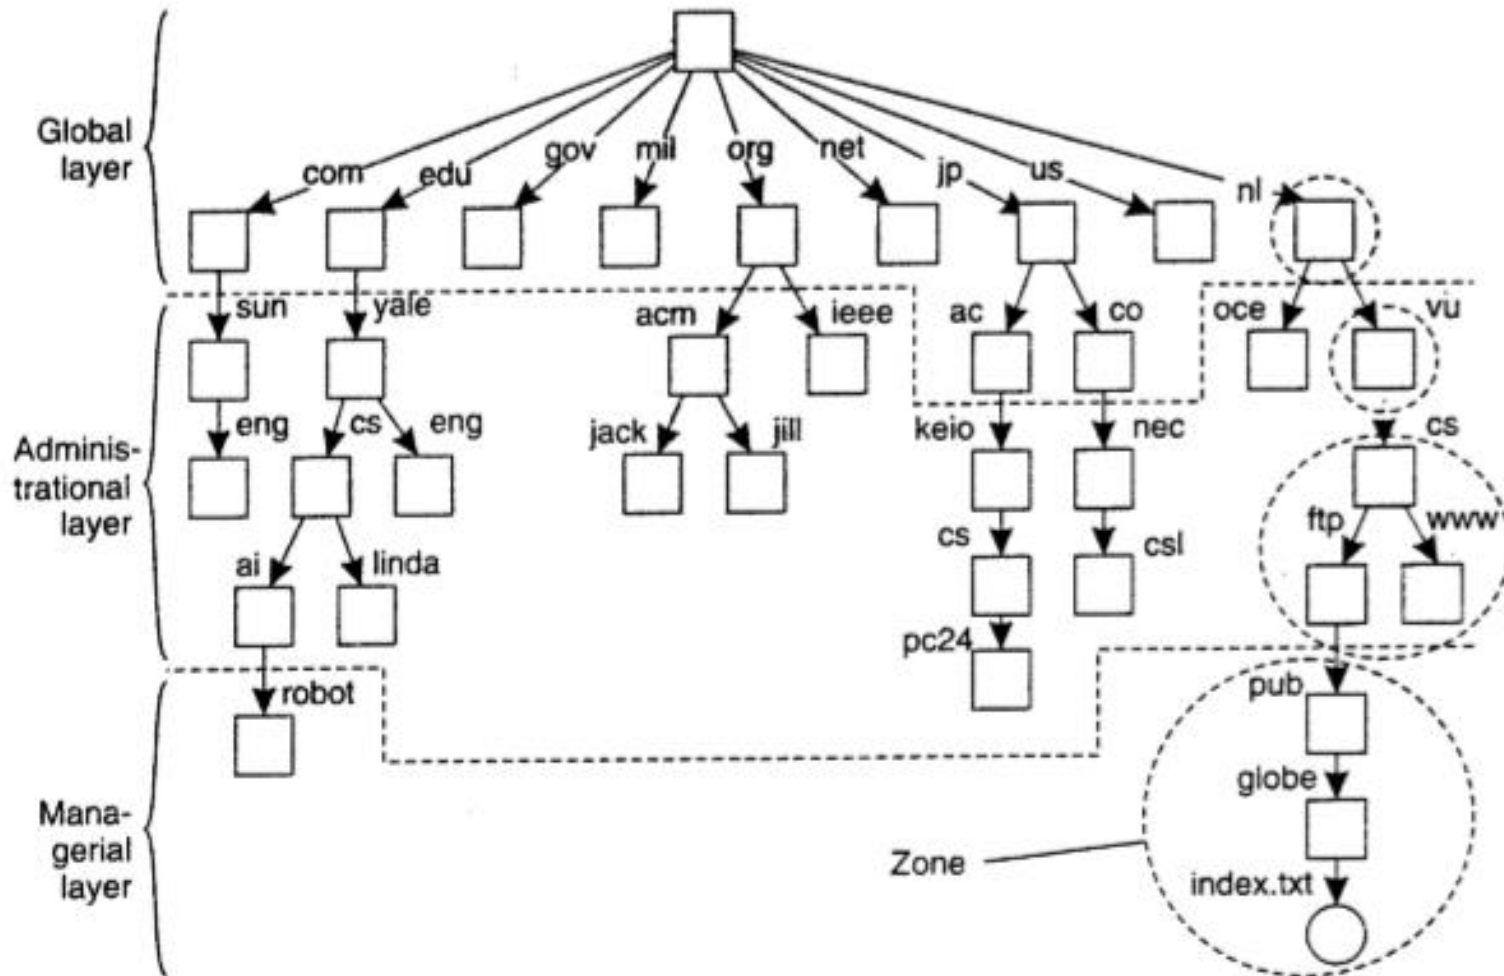 Global
layer
com
edu
gov
mil
org
net
jp
us
nl
sun
yale
acm
ieee
ac
co
oce
vu
eng
cs
eng
jack
jill
keio
nec
cs
Adminis-
trational
layer
ai
linda
cs
csl
ftp
www
pc24
robot
pub
globe
Mana-
gerial
layer
Zone
index.txt